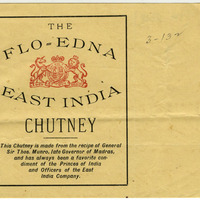 THE
FLO-EDNA
EAST INDIA
CHUTNEY
This Chutney is made from the recipe of General
Sir Thos. Munro, late Governor of Madras,
and has always been a favorite con-
diment of the Princes of India
and Officers of the East
India Company.
3-13-